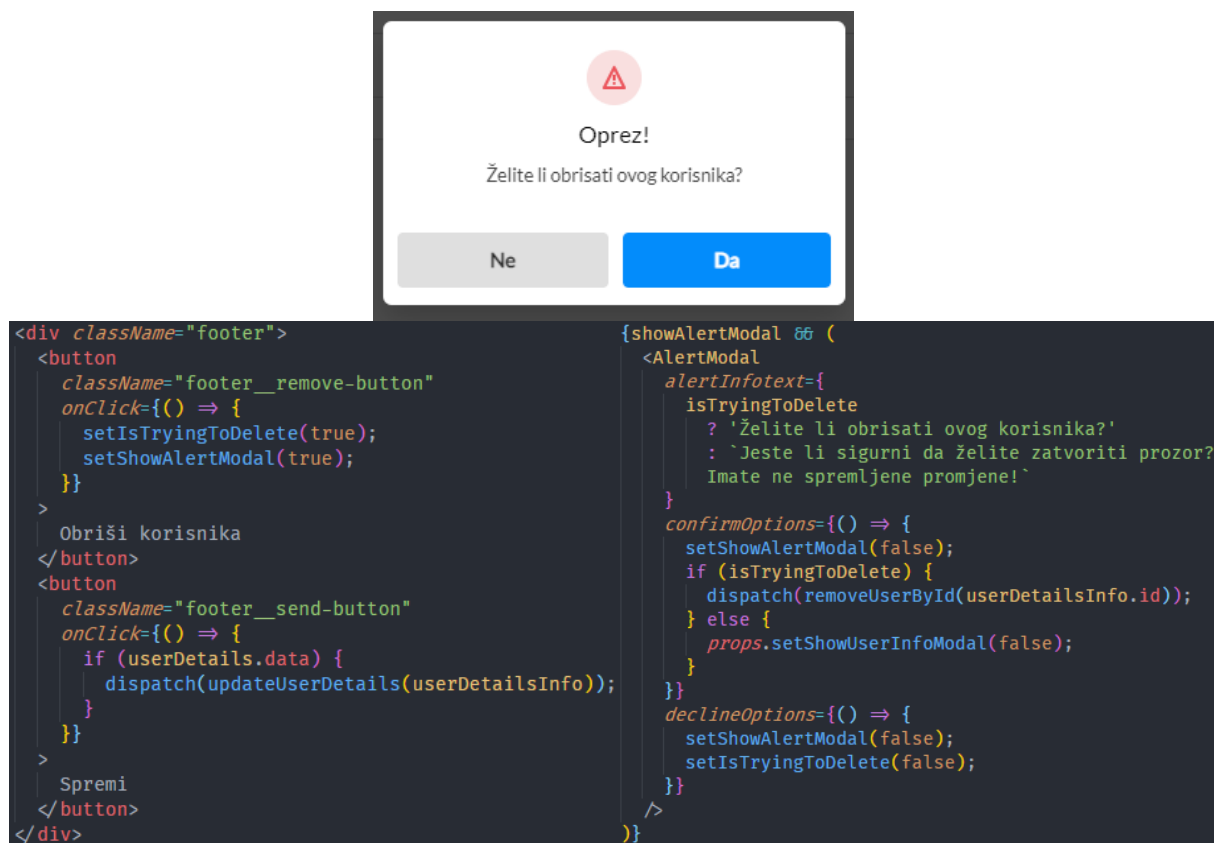 Oprez!
Želite li obrisati ovog korisnika?
Ne
Da
<div className="footer">
<button
className="footer__remove-button"
onClick={() ⇒ {
setIsTryingToDelete(true);
setShowAlertModal(true);
}}
>
Obriši korisnika
</button>
<button
className="footer__send-button"
onClick={() ⇒ {
if (userDetails.data) {
dispatch(updateUserDetails(userDetailsInfo));
}
}}
>
Spremi
</button>
</div>
{showAlertModal && (
<AlertModal
alertInfotext={
isTryingToDelete
? 'Želite li obrisati ovog korisnika?'
: `Jeste li sigurni da želite zatvoriti prozor?
Imate ne spremljene promjene!`
}
confirmOptions={() ⇒ {
setShowAlertModal(false);
if (isTryingToDelete) {
dispatch(removeUserById(userDetailsInfo.id));
} else {
props.setShowUserInfoModal(false);
}
}}
declineOptions={() ⇒ {
setShowAlertModal(false);
setIsTryingToDelete(false);
}}
/>
)}